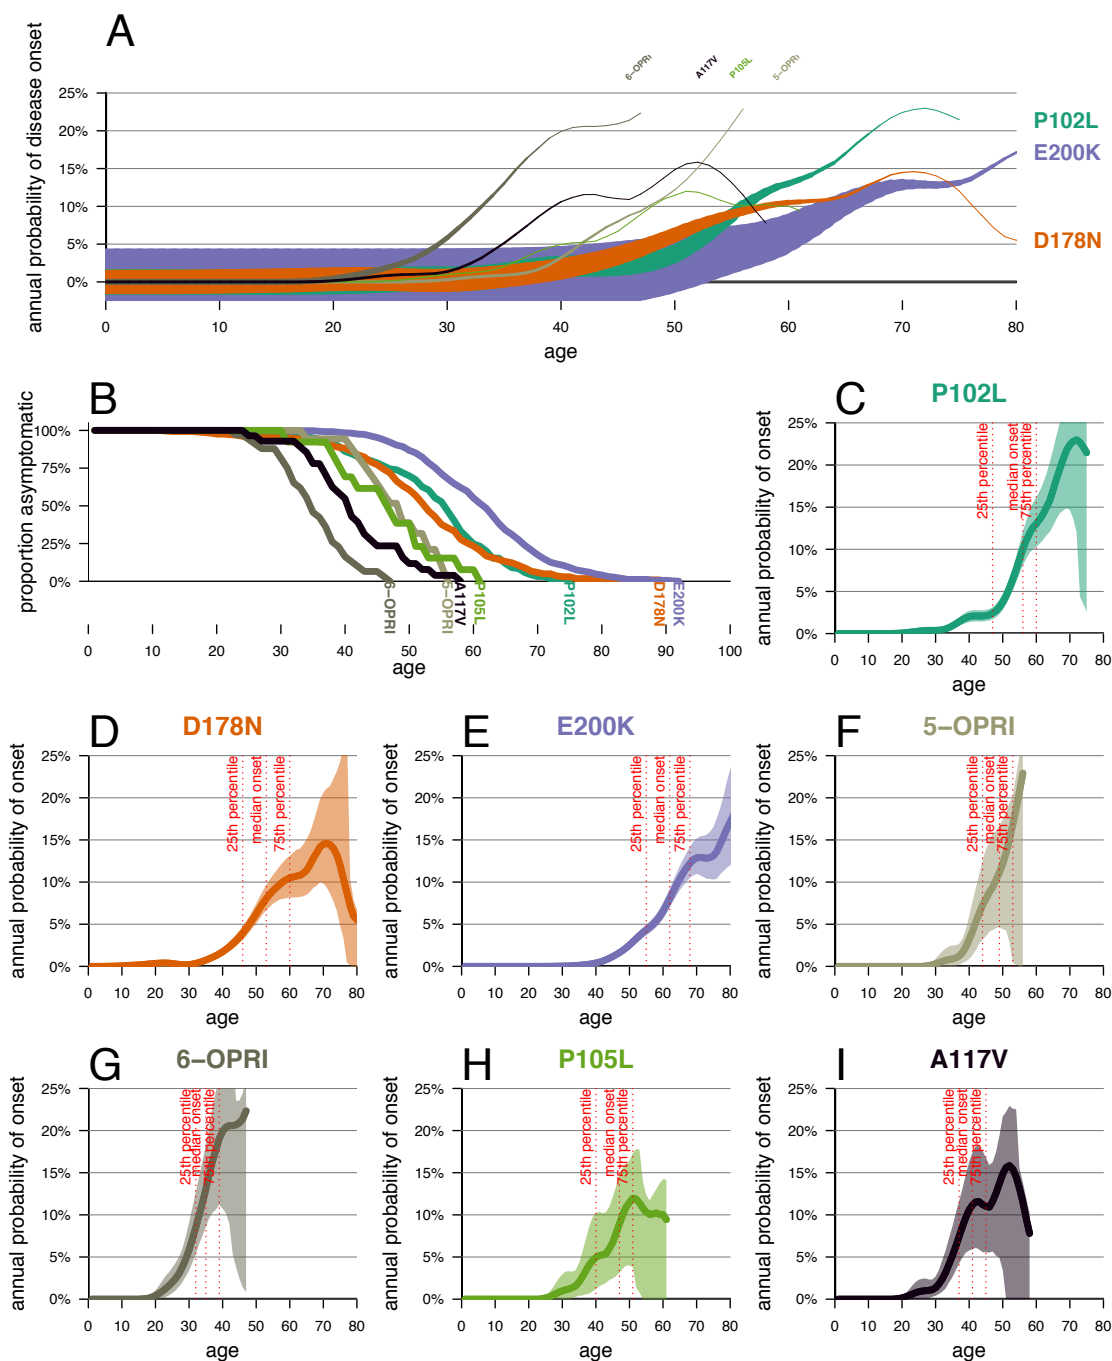 A
6−OPRI A117V P105L 5−OPRI
annual probability of disease onset
25%
20%
15%
10%
5%
0%
P102L
E200K
D178N
0 10 20 30 40 50 60 70 80
age
B
proportion asymptomatic
100%
75%
50%
25%
0%
6−OPRI 5−OPRI A117V P105L P102L D178N E200K
0 10 20 30 40 50 60 70 80 90 100
age
C
P102L
annual probability of onset
25%
20%
15%
10%
5%
0%
25th percentile
median onset
75th percentile
0 10 20 30 40 50 60 70 80
age
D
D178N
annual probability of onset
25%
20%
15%
10%
5%
0%
25th percentile
median onset
75th percentile
0 10 20 30 40 50 60 70 80
age
E
E200K
annual probability of onset
25%
20%
15%
10%
5%
0%
25th percentile
median onset
75th percentile
0 10 20 30 40 50 60 70 80
age
F
5−OPRI
annual probability of onset
25%
20%
15%
10%
5%
0%
25th percentile
median onset
75th percentile
0 10 20 30 40 50 60 70 80
age
G
6−OPRI
annual probability of onset
25%
20%
15%
10%
5%
0%
25th percentile
median onset
75th percentile
0 10 20 30 40 50 60 70 80
age
H
P105L
annual probability of onset
25%
20%
15%
10%
5%
0%
25th percentile
median onset
75th percentile
0 10 20 30 40 50 60 70 80
age
I
A117V
annual probability of onset
25%
20%
15%
10%
5%
0%
25th percentile
median onset
75th percentile
0 10 20 30 40 50 60 70 80
age